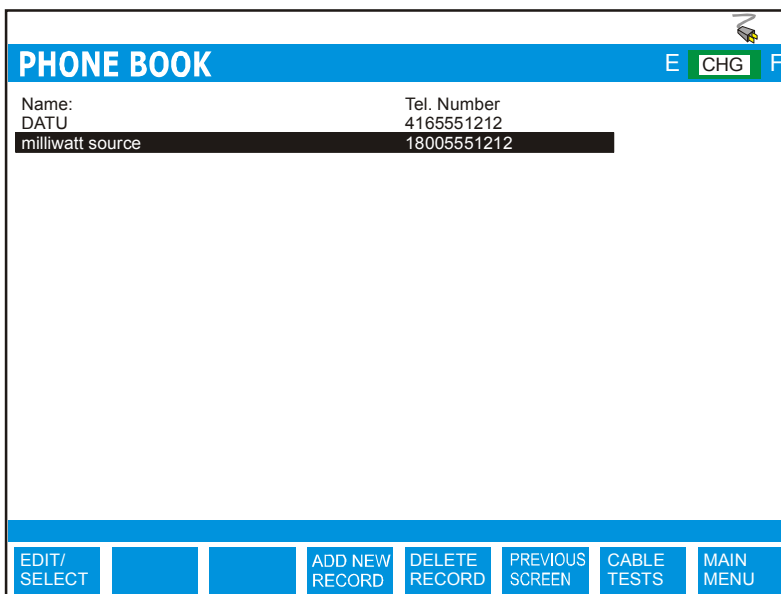 PHONE BOOK E CHG F
Name: Tel. Number
DATU 4165551212
milliwatt source 18005551212
EDIT/ ADD NEW DELETE PREVIOUS CABLE MAIN
SELECT RECORD RECORD SCREEN TESTS MENU